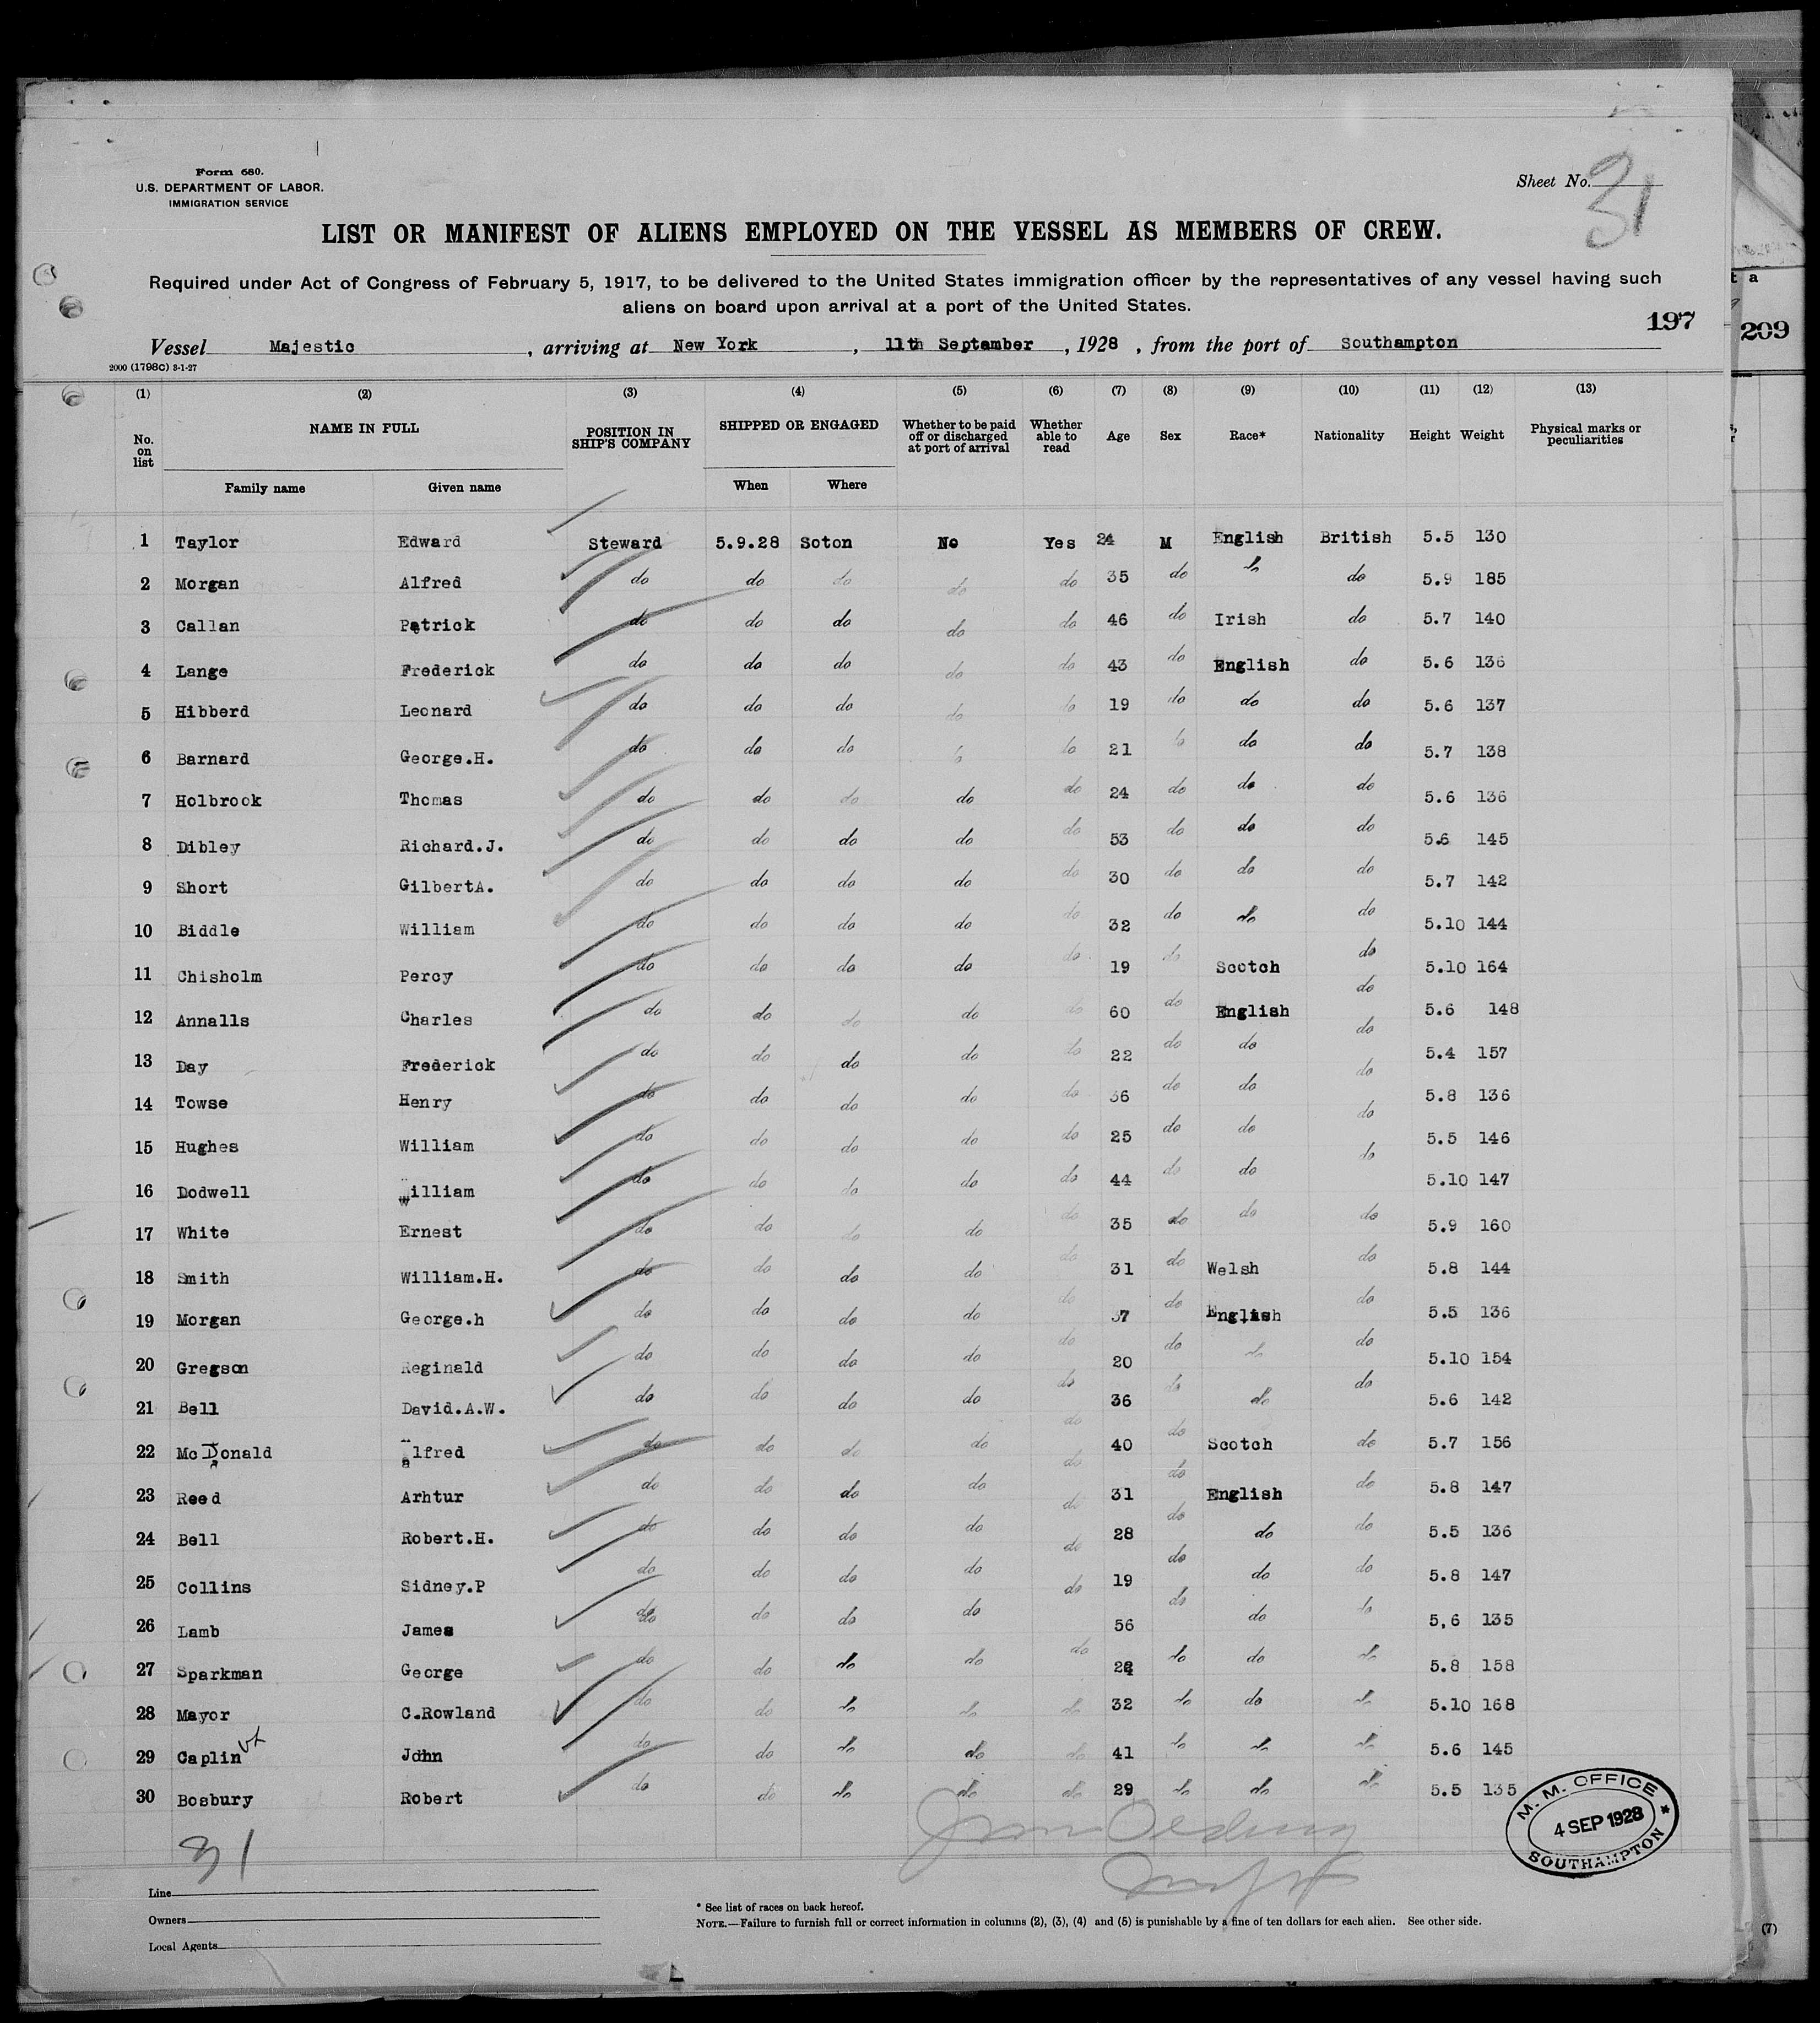 Form 680.
U.S. DEPARTMENT OF LABOR.
IMMIGRATION SERVICE
Sheet No. 31
LIST OR MANIFEST OF ALIENS EMPLOYED ON THE VESSEL AS MEMBERS OF CREW.
Required under Act of Congress of February 5, 1917, to be delivered to the United States immigration officer by the representatives of any vessel having such
aliens on board upon arrival at a port of the United States.
197
209
Vessel Majestic , arriving at New York , 11th September , 1928 , from the port of Southampton
2000 (1798c) 3-1-27
(1) (2) (3) (4) (5) (6) (7) (8) (9) (10) (11) (12) (13)
No. on list NAME IN FULL POSITION IN SHIP'S COMPANY SHIPPED OR ENGAGED Whether to be paid off or discharged at port of arrival Whether able to read Age Sex Race* Nationality Height Weight Physical marks or peculiarities
Family name Given name When Where
1 Taylor Edward Steward 5.9.28 Soton No Yes 24 M English British 5.5 130
2 Morgan Alfred do do do do do 35 do do do 5.9 185
3 Callan Patrick do do do do do 46 do Irish do 5.7 140
4 Lange Frederick do do do do do 43 do English do 5.6 136
5 Hibberd Leonard do do do do do 19 do do do 5.6 137
6 Barnard George.H. do do do do do 21 do do do 5.7 138
7 Holbrook Thomas do do do do do 24 do do do 5.6 136
8 Dibley Richard.J. do do do do do 53 do do do 5.6 145
9 Short GilbertA. do do do do do 30 do do do 5.7 142
10 Biddle William do do do do do 32 do do do 5.10 144
11 Chisholm Percy do do do do do 19 do Scotch do 5.10 164
12 Annalls Charles do do do do do 60 do English do 5.6 148
13 Day Frederick do do do do do 22 do do do 5.4 157
14 Towse Henry do do do do do 36 do do do 5.8 136
15 Hughes William do do do do do 25 do do do 5.5 146
16 Dodwell William do do do do do 44 do do do 5.10 147
17 White Ernest do do do do do 35 do do do 5.9 160
18 Smith William.H. do do do do do 31 do Welsh do 5.8 144
19 Morgan George.h do do do do do 37 do English do 5.5 136
20 Gregson Reginald do do do do do 20 do do do 5.10 154
21 Bell David.A.W. do do do do do 36 do do do 5.6 142
22 Mc Donald alfred do do do do do 40 do Scotch do 5.7 156
23 Reed Arhtur do do do do do 31 do English do 5.8 147
24 Bell Robert.H. do do do do do 28 do do do 5.5 136
25 Collins Sidney.P do do do do do 19 do do do 5.8 147
26 Lamb James do do do do 56 do do do 5,6 135
27 Sparkman George do do do do do do do do 5.8 158
28 Mayor C.Rowland do do do do do 32 do do do 5.10 168
29 Caplin John do do do do do 41 do do do 5.6 145
30 Bosbury Robert do do do do do 29 do do do 5.5 135
31
M.M. OFFICE
4 SEP 1928
SOUTHAMPTON
Line
Owners
Local Agents
* See list of races on back hereof.
NOTE.—Failure to furnish full or correct information in columns (2), (3), (4) and (5) is punishable by a fine of ten dollars for each alien. See other side.
(7)